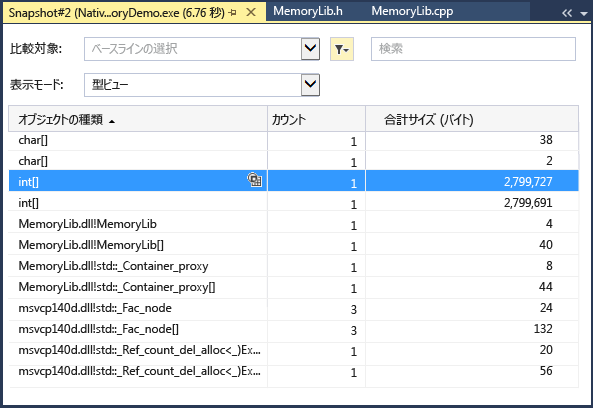 Snapshot#2 (Nativ...oryDemo.exe (6.76 秒) MemoryLib.h MemoryLib.cpp
比較対象: ベースラインの選択 検索
表示モード: 型ビュー
オブジェクトの種類 カウント 合計サイズ (バイト)
char[] 1 38
char[] 1 2
int[] 1 2,799,727
int[] 1 2,799,691
MemoryLib.dll!MemoryLib 1 4
MemoryLib.dll!MemoryLib[] 1 40
MemoryLib.dll!std::_Container_proxy 1 8
MemoryLib.dll!std::_Container_proxy[] 1 44
msvcp140d.dll!std::_Fac_node 3 24
msvcp140d.dll!std::_Fac_node[] 3 132
msvcp140d.dll!std::_Ref_count_del_alloc<_)Ex... 1 20
msvcp140d.dll!std::_Ref_count_del_alloc<_)Ex... 1 56